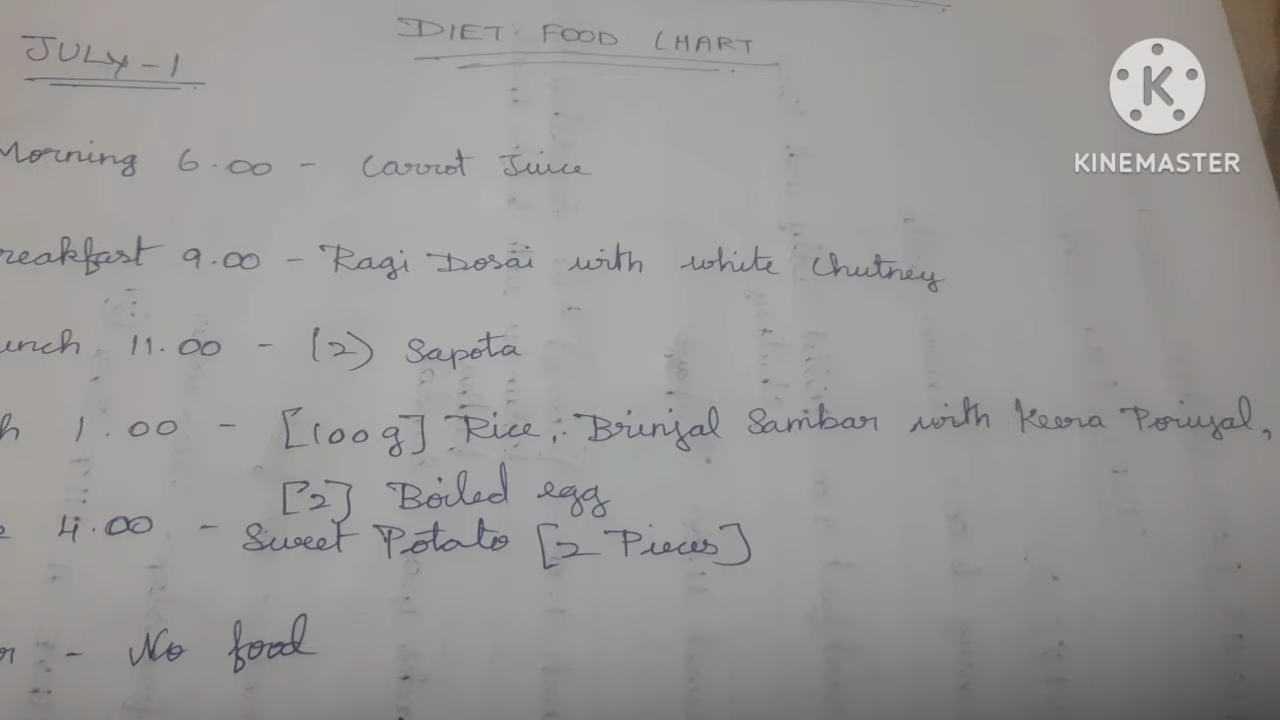 DIET FOOD CHART
JULY-1
K
KINEMASTER
Morning 6.00 - Carrot Juice
reakfast 9.00 - Ragi Dosai with white chutney
unch 11.00 - (2) Sapota
h 1.00 - [100g] Rice, Brinjal Sambar with Keera Poriyal,
[2] Boiled egg
4.00 - Sweet Potato [2 Pieces]
r - No food